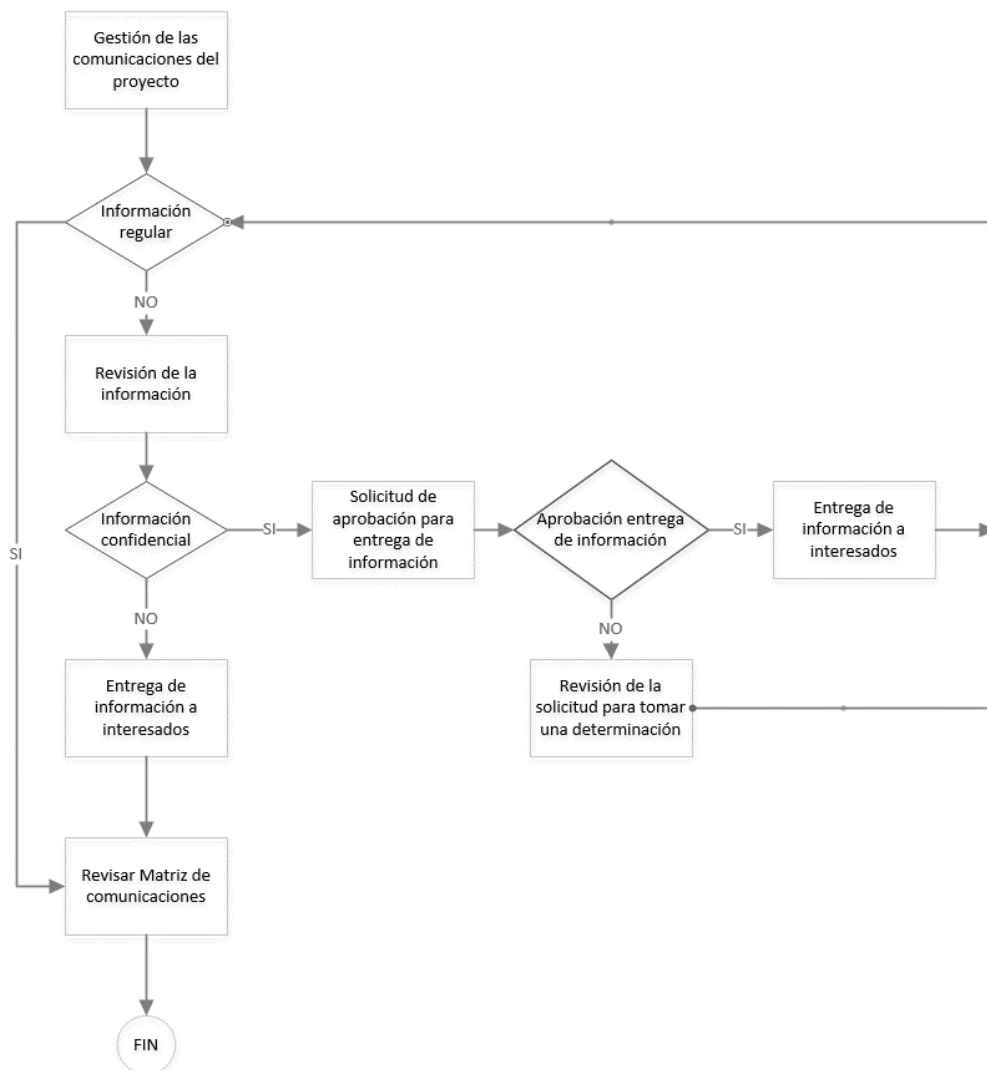 Gestión de las
comunicaciones del
proyecto
Información
regular
NO
Revisión de la
información
SI
Información
confidencial
SI
Solicitud de
aprobación para
entrega de
información
Aprobación entrega
de información
SI
Entrega de
información a
interesados
NO
NO
Entrega de
información a
interesados
Revisión de la
solicitud para tomar
una determinación
Revisar Matriz de
comunicaciones
FIN